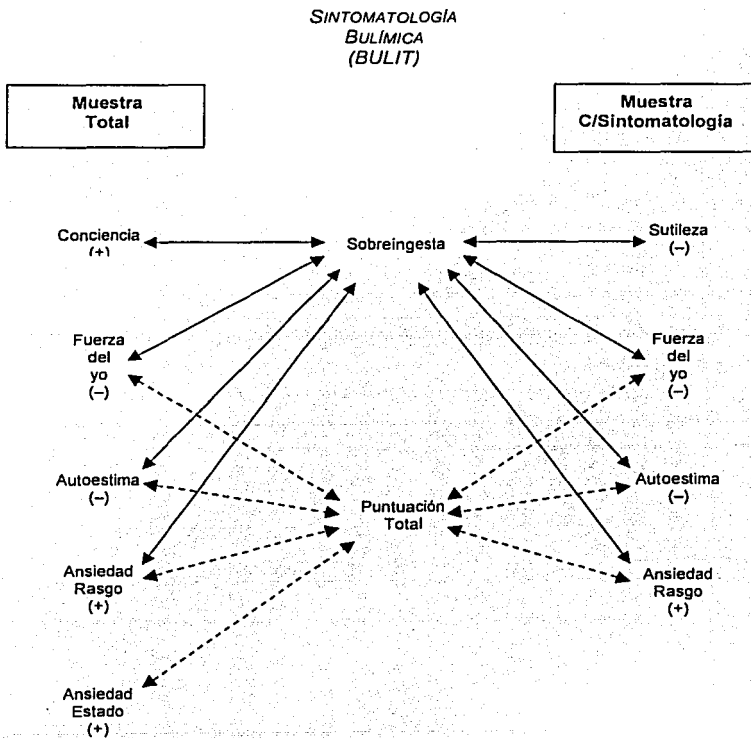 SINTOMATOLOGÍA
BULÍMICA
(BULIT)
Muestra
Total
Muestra
C/Sintomatología
Conciencia
(+)
Sobreingesta
Sutileza
(–)
Fuerza
del
yo
(–)
Fuerza
del
yo
(–)
Autoestima
(–)
Puntuación
Total
Autoestima
(–)
Ansiedad
Rasgo
(+)
Ansiedad
Rasgo
(+)
Ansiedad
Estado
(+)